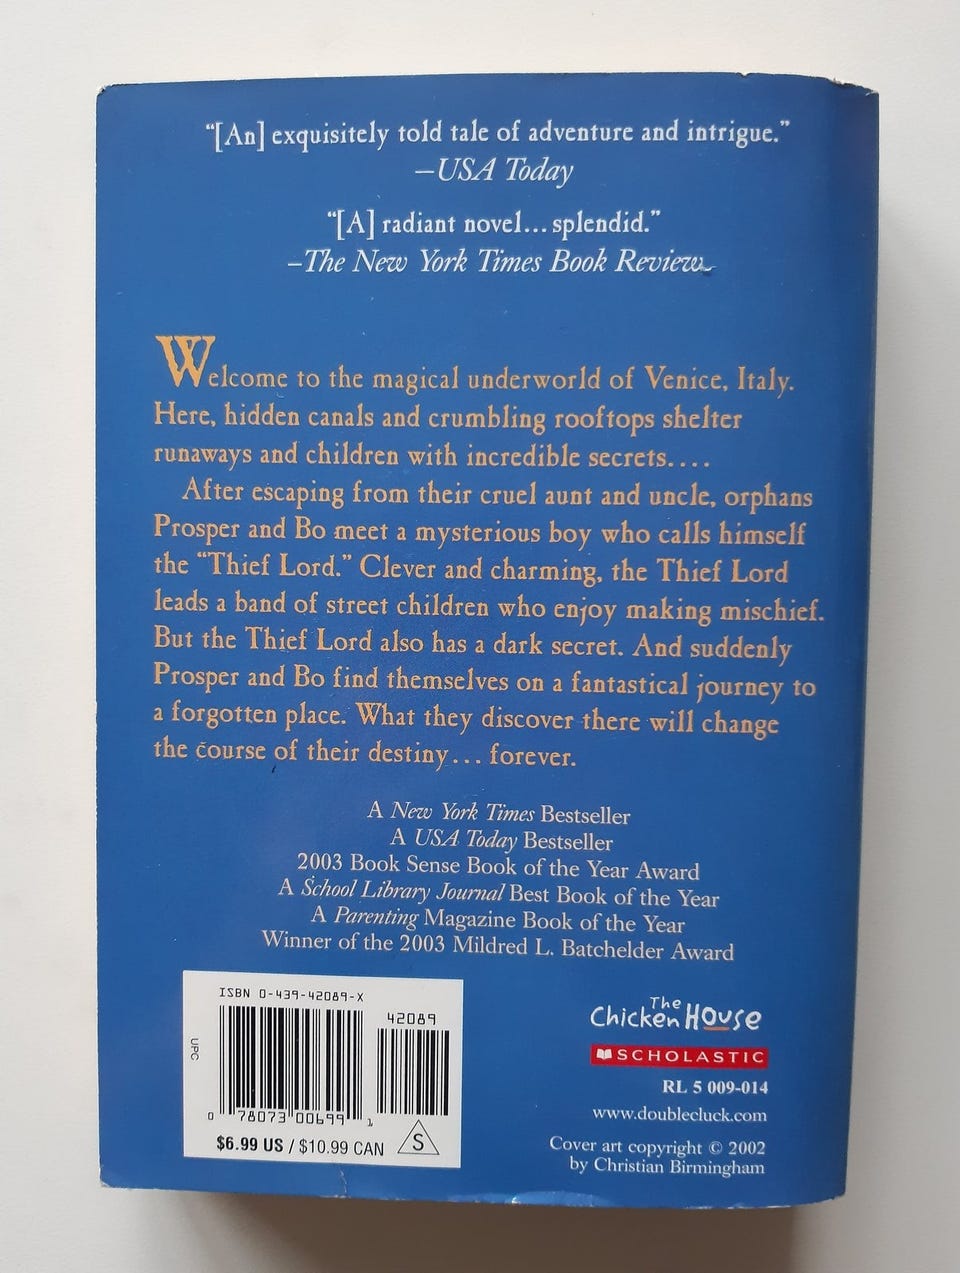 “[An] exquisitely told tale of adventure and intrigue.”
–USA Today
“[A] radiant novel... splendid.”
–The New York Times Book Review
Welcome to the magical underworld of Venice, Italy.
Here, hidden canals and crumbling rooftops shelter
runaways and children with incredible secrets....
After escaping from their cruel aunt and uncle, orphans
Prosper and Bo meet a mysterious boy who calls himself
the “Thief Lord.” Clever and charming, the Thief Lord
leads a band of street children who enjoy making mischief.
But the Thief Lord also has a dark secret. And suddenly
Prosper and Bo find themselves on a fantastical journey to
a forgotten place. What they discover there will change
the course of their destiny... forever.
A New York Times Bestseller
A USA Today Bestseller
2003 Book Sense Book of the Year Award
A School Library Journal Best Book of the Year
A Parenting Magazine Book of the Year
Winner of the 2003 Mildred L. Batchelder Award
ISBN 0-439-42089-X
42089
UPC
0 78073 00699 1
$6.99 US / $10.99 CAN
S
The
Chicken House
SCHOLASTIC
RL 5 009-014
www.doublecluck.com
Cover art copyright © 2002
by Christian Birmingham